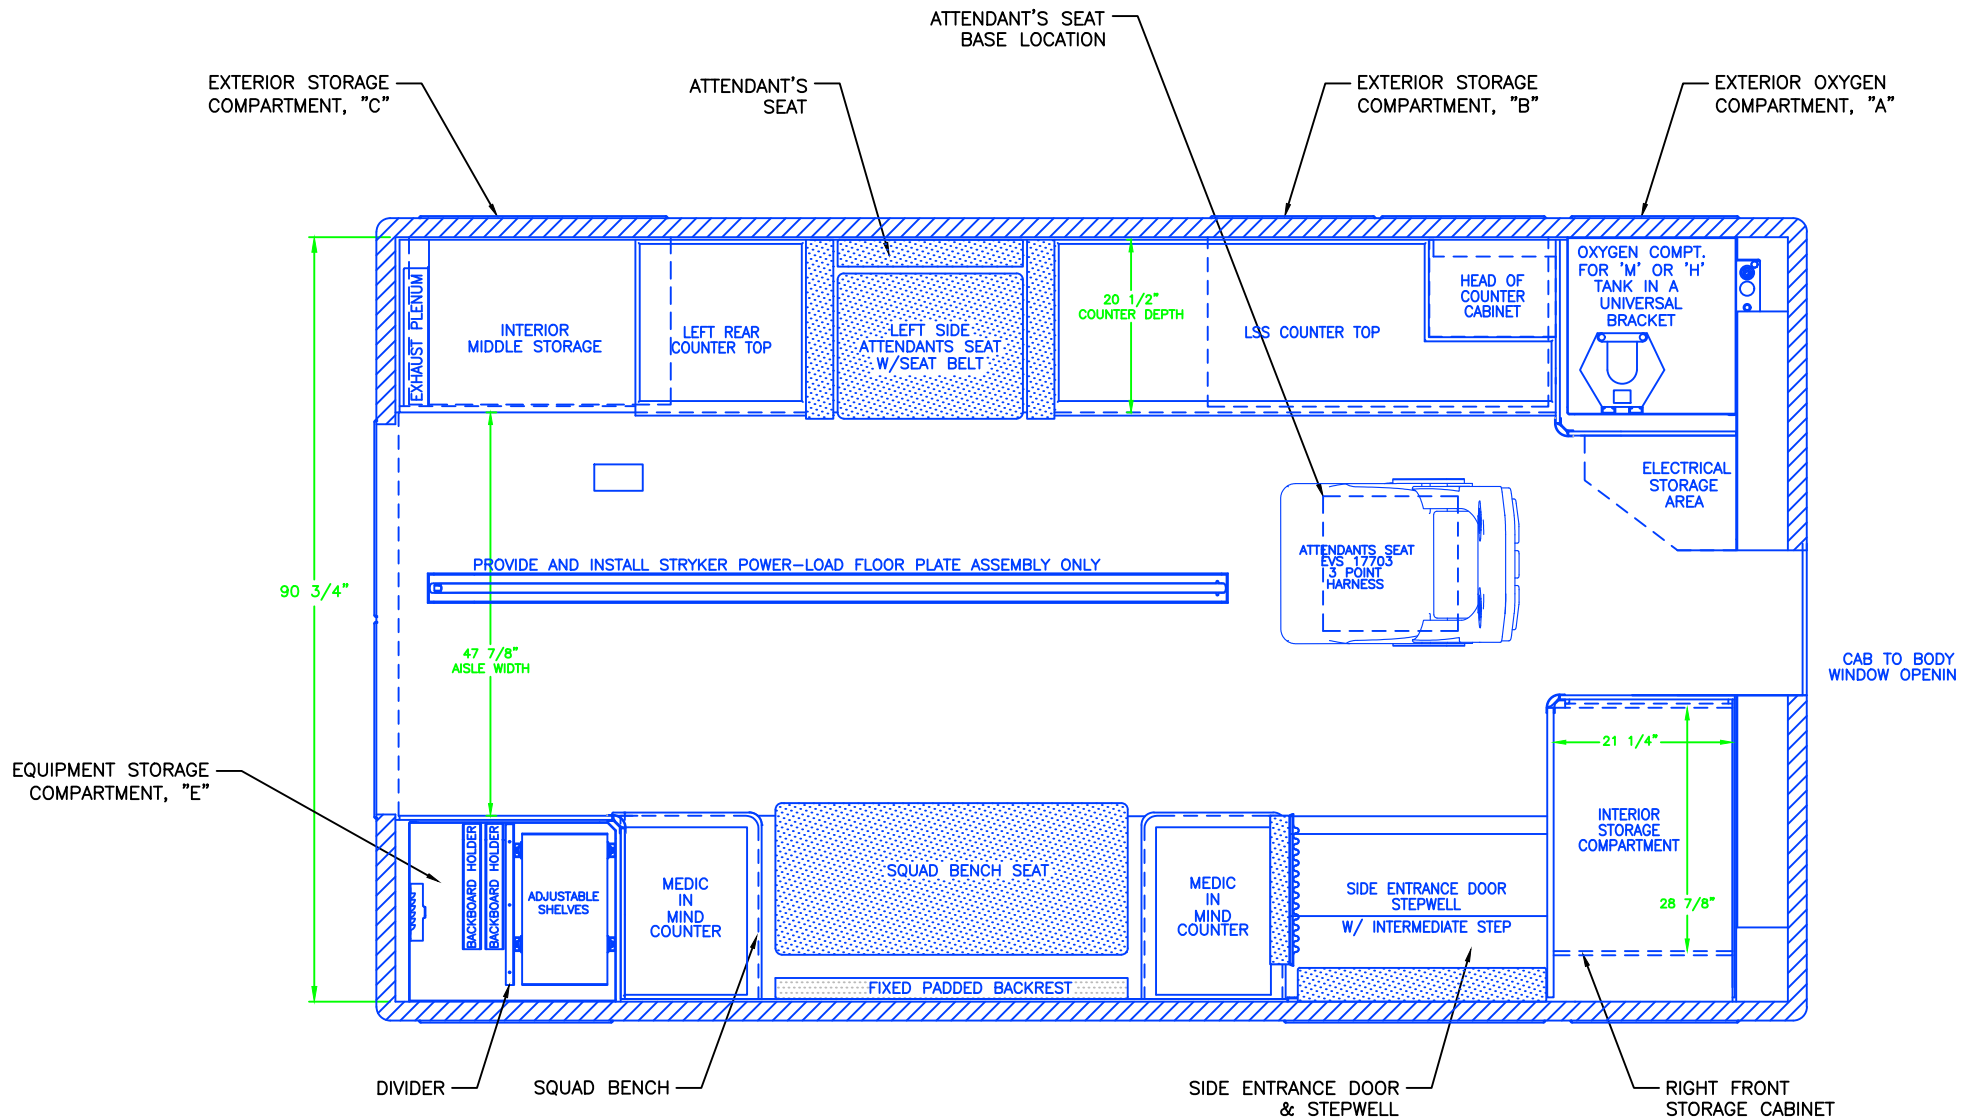 ATTENDANT'S SEAT
BASE LOCATION
EXTERIOR STORAGE
COMPARTMENT, "C"
ATTENDANT'S
SEAT
EXTERIOR STORAGE
COMPARTMENT, "B"
EXTERIOR OXYGEN
COMPARTMENT, "A"
EXHAUST PLENUM
INTERIOR
MIDDLE STORAGE
LEFT REAR
COUNTER TOP
LEFT SIDE
ATTENDANTS SEAT
W/SEAT BELT
20 1/2"
COUNTER DEPTH
LSS COUNTER TOP
HEAD OF
COUNTER
CABINET
OXYGEN COMPT.
FOR 'M' OR 'H'
TANK IN A
UNIVERSAL
BRACKET
ELECTRICAL
STORAGE
AREA
PROVIDE AND INSTALL STRYKER POWER-LOAD FLOOR PLATE ASSEMBLY ONLY
ATTENDANTS SEAT
EVS 17703
3 POINT
HARNESS
90 3/4"
47 7/8"
AISLE WIDTH
CAB TO BODY
WINDOW OPENIN
21 1/4"
EQUIPMENT STORAGE
COMPARTMENT, "E"
BACKBOARD HOLDER
BACKBOARD HOLDER
ADJUSTABLE
SHELVES
MEDIC
IN
MIND
COUNTER
SQUAD BENCH SEAT
FIXED PADDED BACKREST
MEDIC
IN
MIND
COUNTER
SIDE ENTRANCE DOOR
STEPWELL
W/ INTERMEDIATE STEP
INTERIOR
STORAGE
COMPARTMENT
28 7/8"
DIVIDER
SQUAD BENCH
SIDE ENTRANCE DOOR
& STEPWELL
RIGHT FRONT
STORAGE CABINET